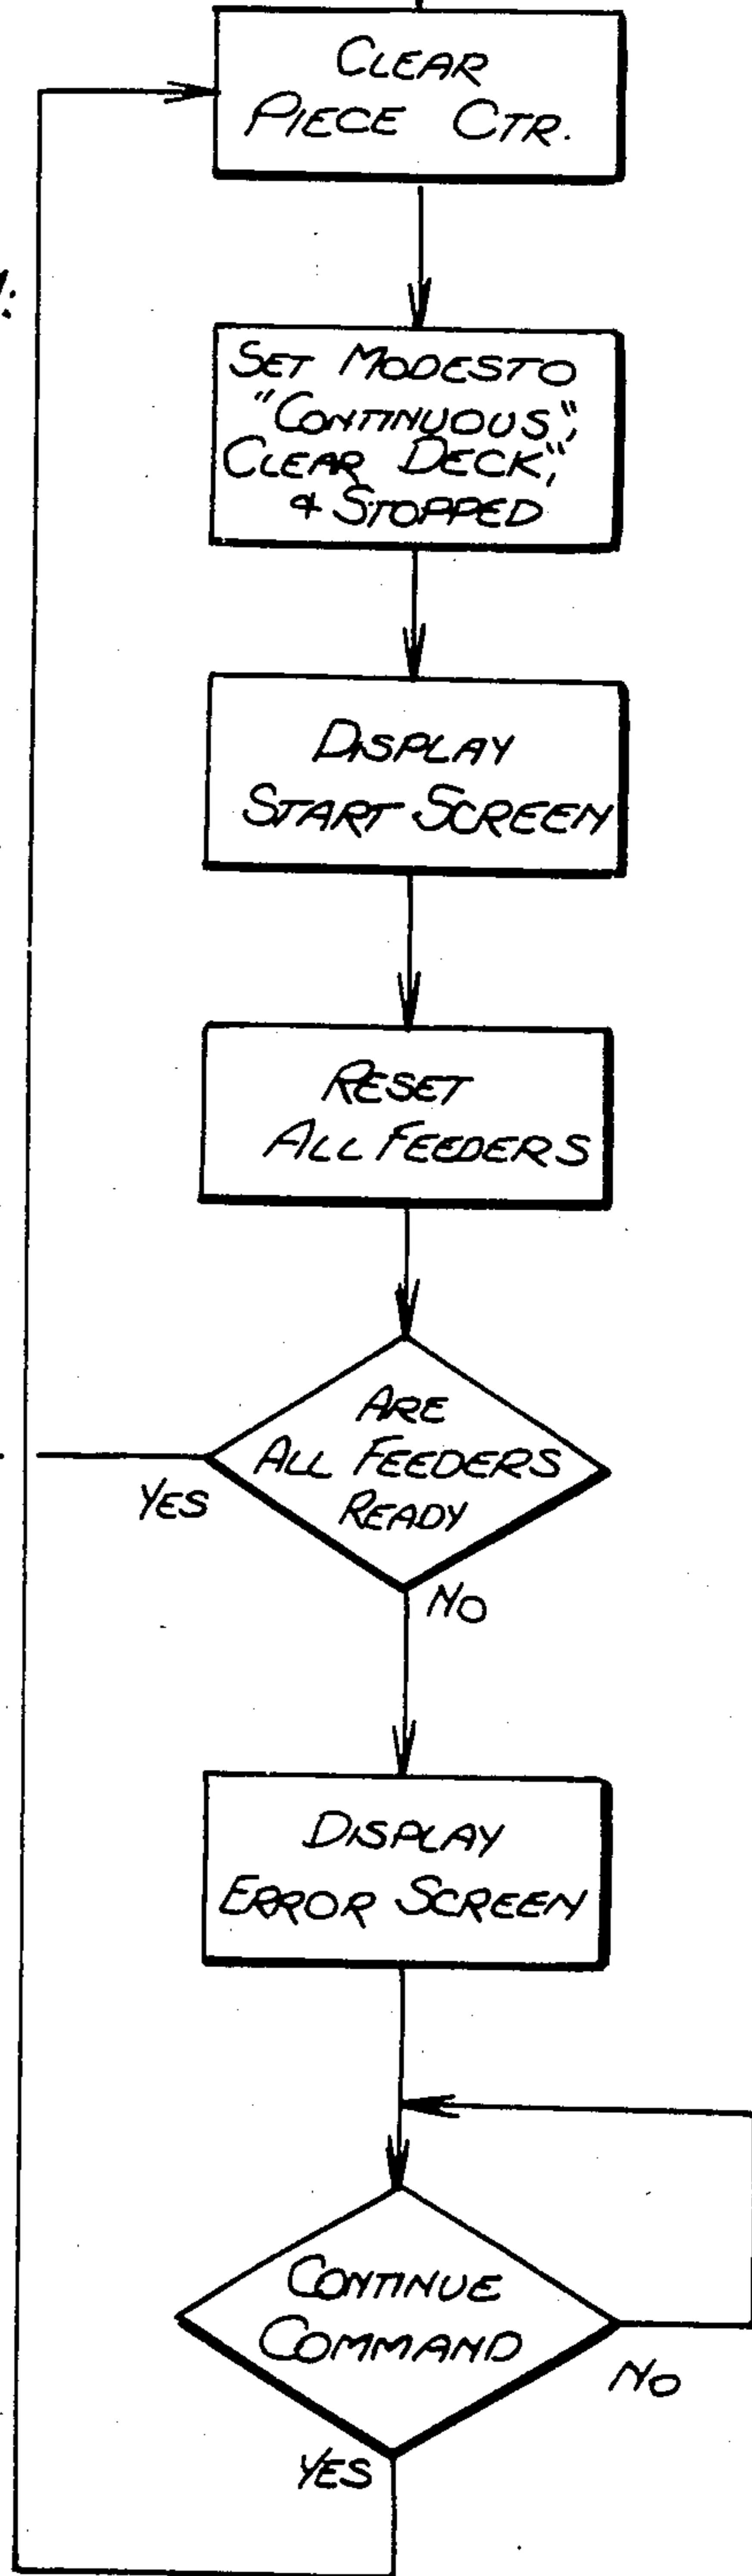 CLEAR
PIECE CTR.
SET MODESTO
"CONTINUOUS",
CLEAR DECK,"
& STOPPED
DISPLAY
START SCREEN
RESET
ALL FEEDERS
ARE
ALL FEEDERS
READY
YES
NO
DISPLAY
ERROR SCREEN
CONTINUE
COMMAND
NO
YES